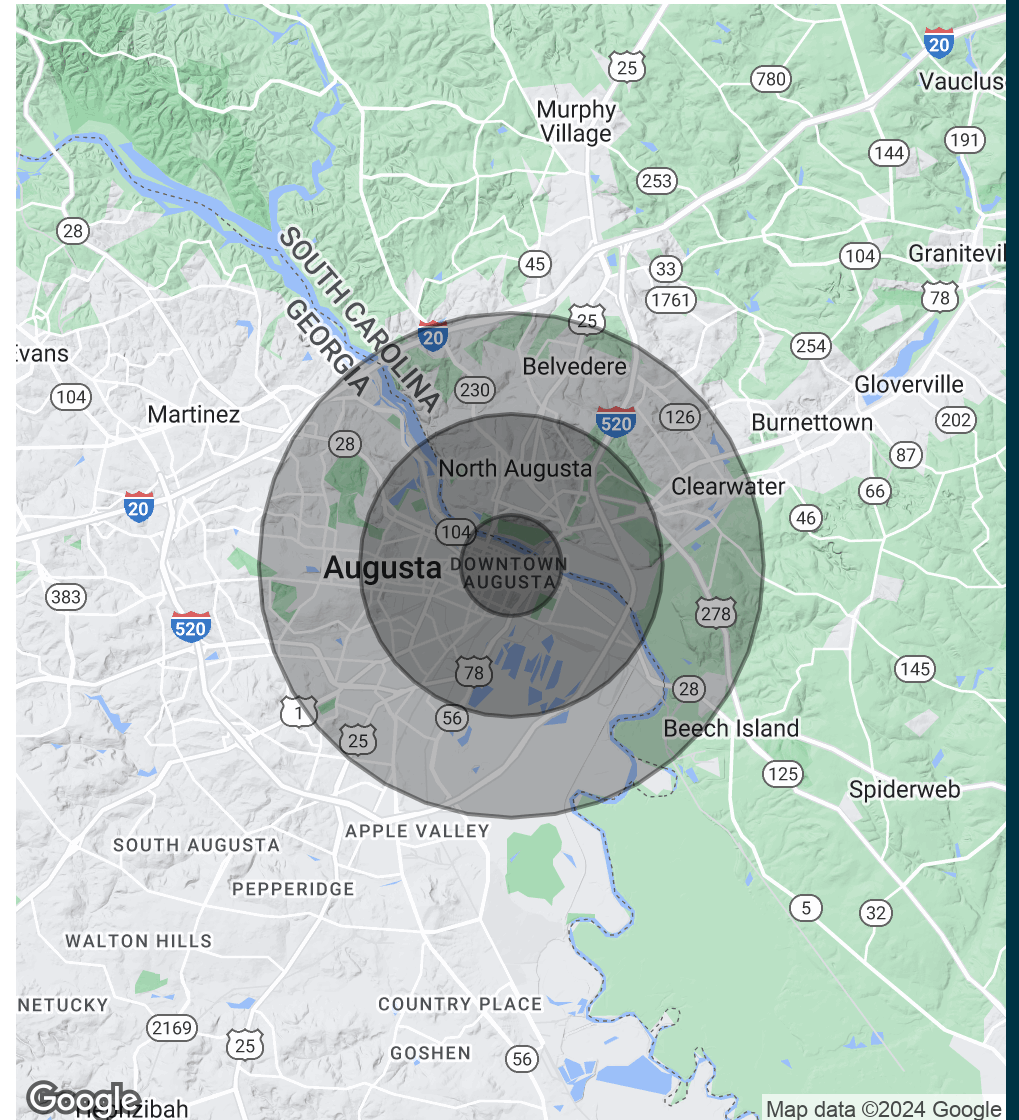 20
25
780
Vauclus
Murphy
Village
191
144
253
28
SOUTH CAROLINA
GEORGIA
45
33
104
Granitevil
1761
78
25
20
254
Evans
Belvedere
230
104
Gloverville
Martinez
126
202
520
Burnettown
28
87
North Augusta
Clearwater
66
20
104
46
Augusta
DOWNTOWN
AUGUSTA
383
278
520
145
78
28
1
56
25
Beech Island
125
Spiderweb
APPLE VALLEY
SOUTH AUGUSTA
PEPPERIDGE
5
32
WALTON HILLS
NETUCKY
COUNTRY PLACE
2169
25
GOSHEN
56
Google
Hephzibah
Map data ©2024 Google